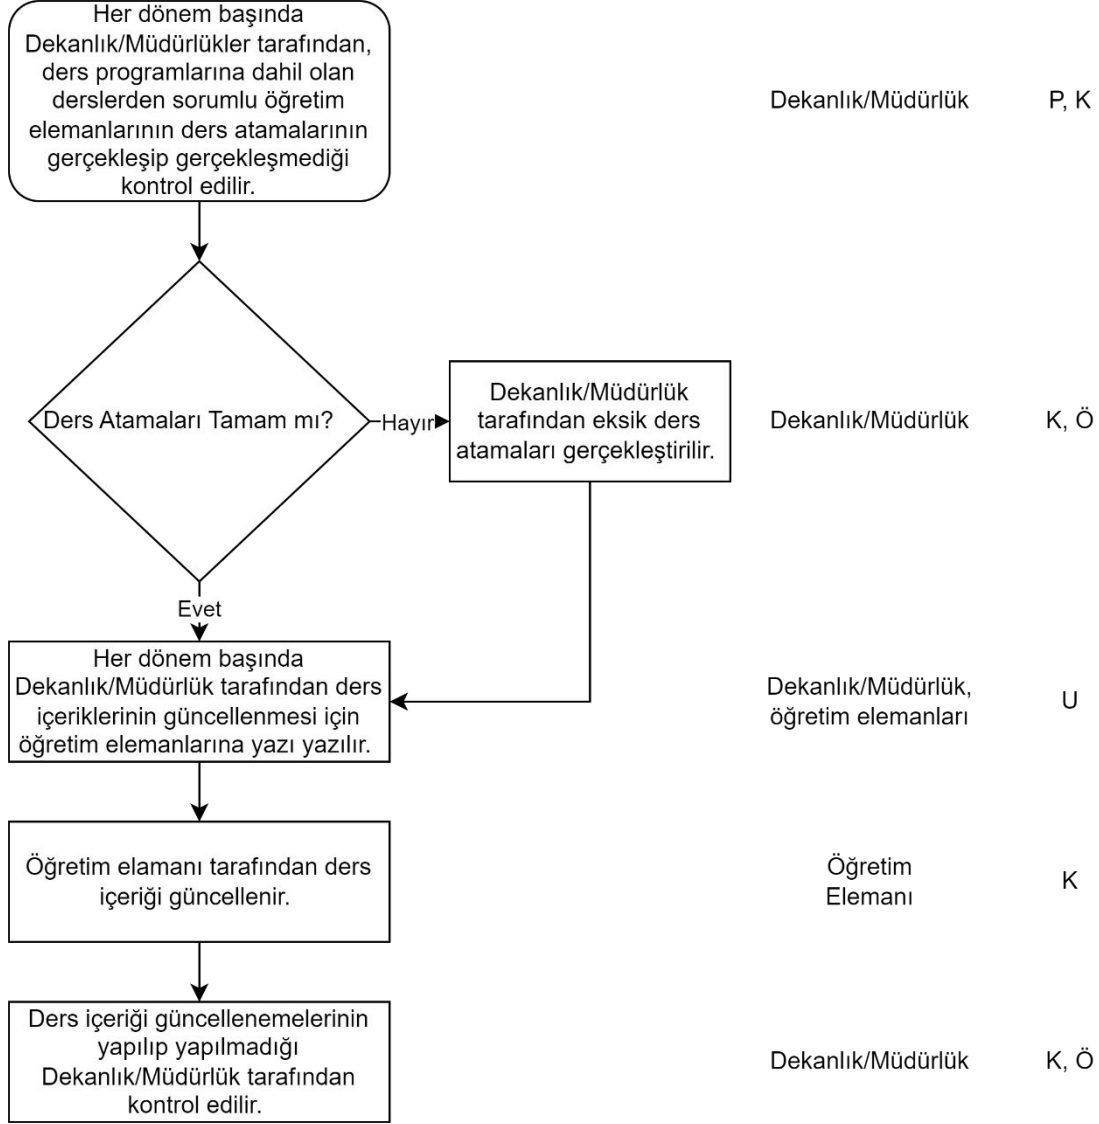 Her dönem başında
Dekanlık/Müdürlükler tarafından,
ders programlarına dahil olan
derslerden sorumlu öğretim
elemanlarının ders atamalarının
gerçekleşip gerçekleşmediği
kontrol edilir.
Dekanlık/Müdürlük
P, K
Ders Atamaları Tamam mı?
Hayır
Dekanlık/Müdürlük
tarafından eksik ders
atamaları gerçekleştirilir.
Dekanlık/Müdürlük
K, Ö
Evet
Her dönem başında
Dekanlık/Müdürlük tarafından ders
içeriklerinin güncellenmesi için
öğretim elemanlarına yazı yazılır.
Dekanlık/Müdürlük,
öğretim elemanları
U
Öğretim elamanı tarafından ders
içeriği güncellenir.
Öğretim
Elemanı
K
Ders içeriği güncellenemelerinin
yapılıp yapılmadığı
Dekanlık/Müdürlük tarafından
kontrol edilir.
Dekanlık/Müdürlük
K, Ö